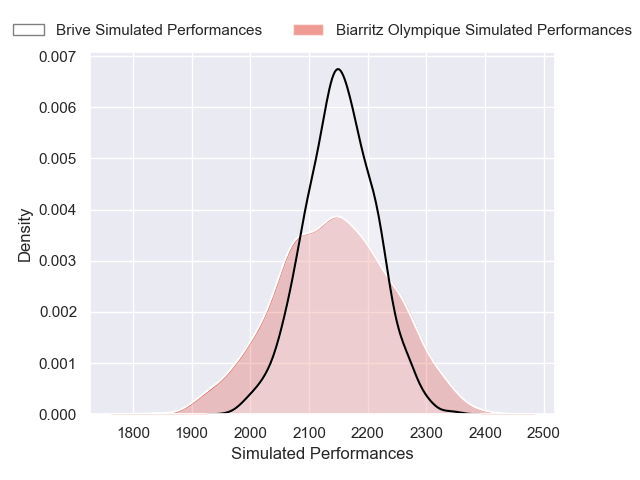 Brive Simulated Performances Biarritz Olympique Simulated Performances
0.007
0.006
0.005
0.004
0.003
0.002
0.001
0.000
Density
1800 1900 2000 2100 2200 2300 2400 2500
Simulated Performances